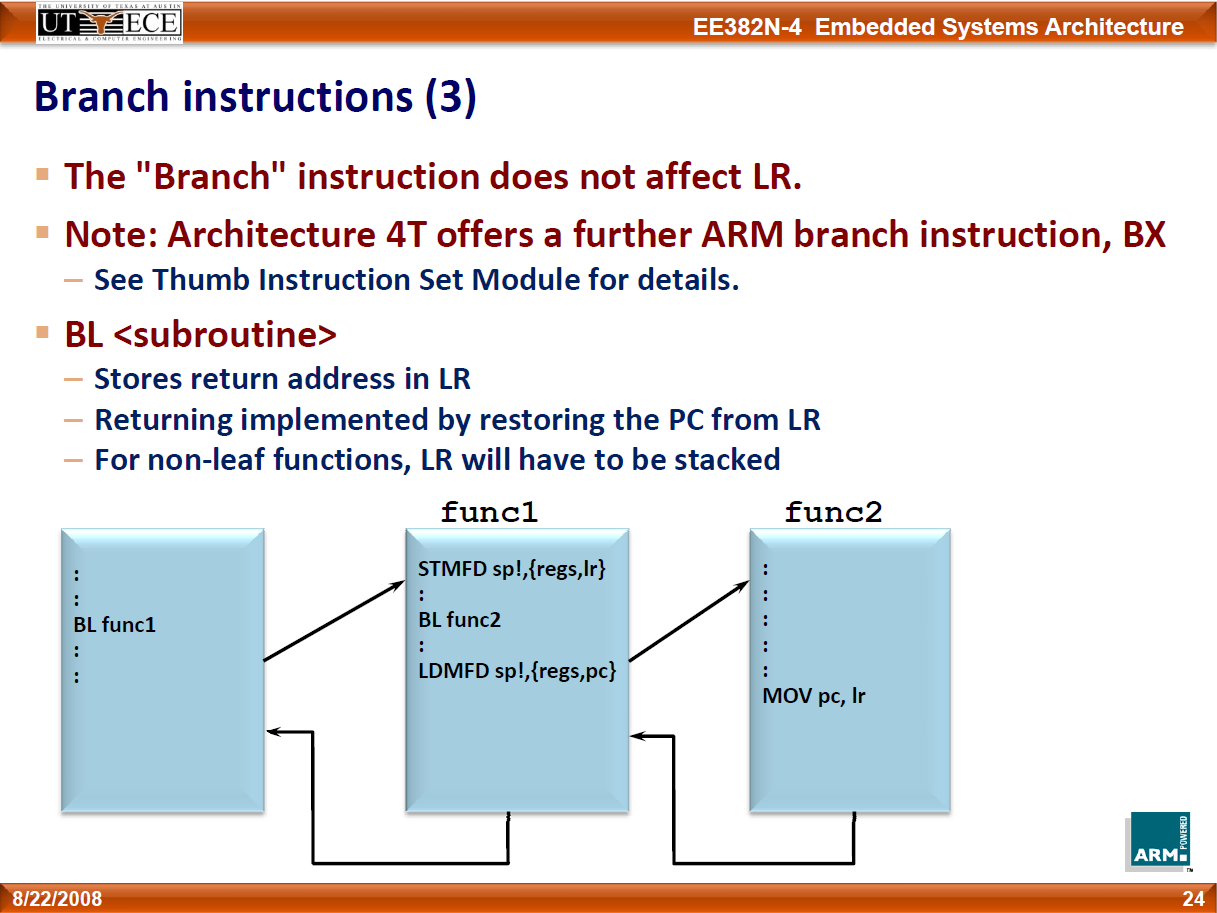 THE UNIVERSITY OF TEXAS AT AUSTIN
UT ECE
ELECTRICAL & COMPUTER ENGINEERING
EE382N-4 Embedded Systems Architecture
Branch instructions (3)
The "Branch" instruction does not affect LR.
Note: Architecture 4T offers a further ARM branch instruction, BX
– See Thumb Instruction Set Module for details.
BL <subroutine>
– Stores return address in LR
– Returning implemented by restoring the PC from LR
– For non-leaf functions, LR will have to be stacked
:
:
BL func1
:
:
func1
STMFD sp!,{regs,lr}
:
BL func2
:
LDMFD sp!,{regs,pc}
func2
:
:
:
:
:
MOV pc, lr
ARM POWERED
TM
8/22/2008
24